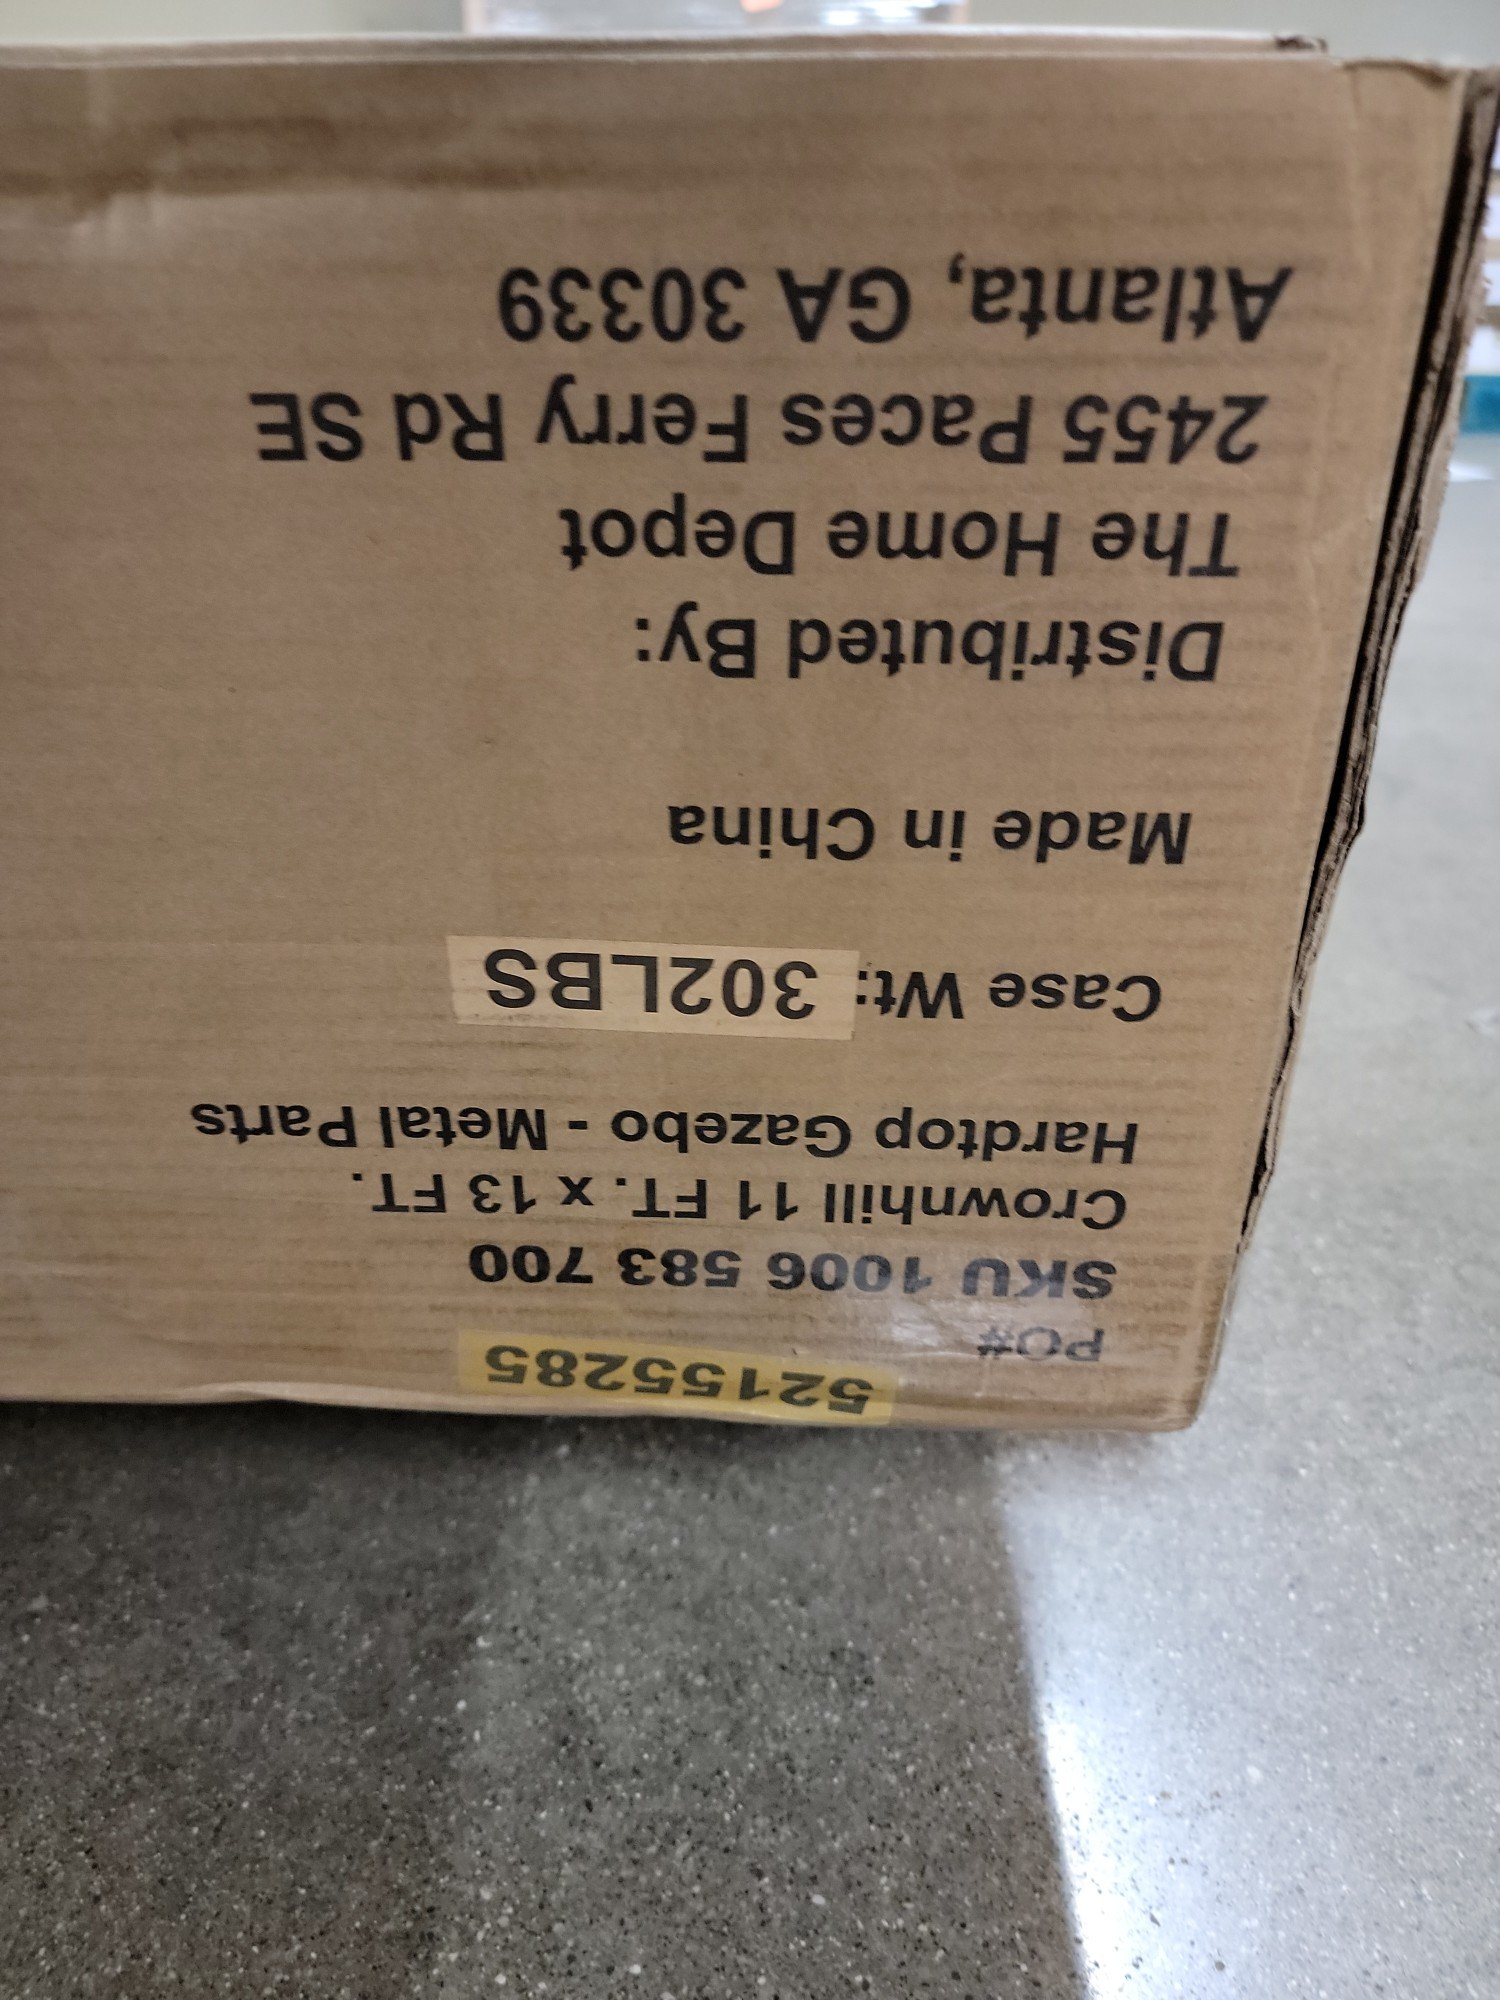 52155285
PO#
SKU 1006 583 700
Crownhill 11 FT. x 13 FT.
Hardtop Gazebo - Metal Parts
Case Wt: 302LBS
Made in China
Distributed By:
The Home Depot
2455 Paces Ferry Rd SE
Atlanta, GA 30339